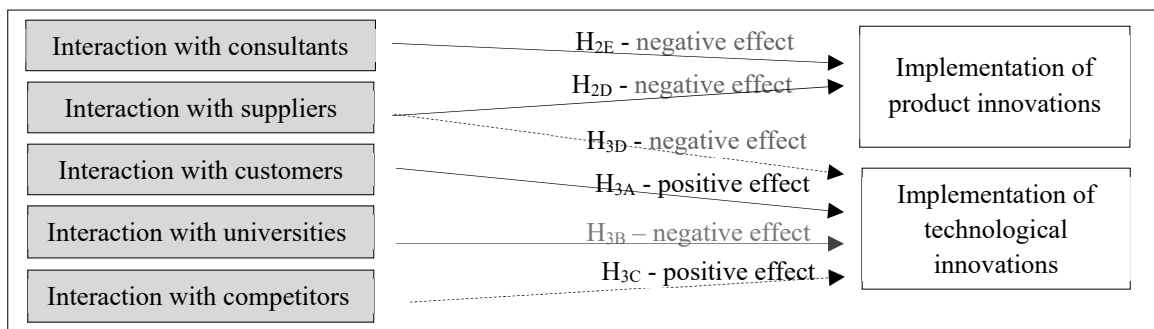 Interaction with consultants
Interaction with suppliers
Interaction with customers
Interaction with universities
Interaction with competitors
H2E - negative effect
H2D - negative effect
H3D - negative effect
H3A - positive effect
H3B – negative effect
H3C - positive effect
Implementation of
product innovations
Implementation of
technological
innovations